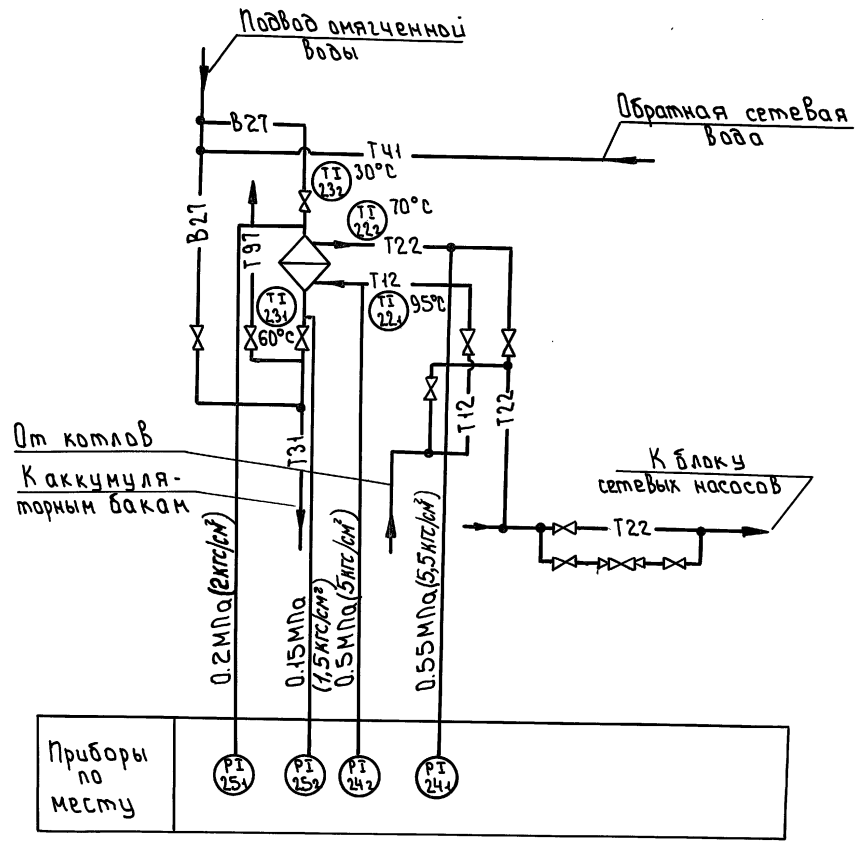 Подвод омягченной
воды
В27
Обратная сетевая
вода
Т41
TI
23₂
30°С
TI
22₂
70°С
В27
Т97
Т22
Т12
TI
23₁
60°С
TI
22₁
95°С
Т12
Т22
От котлов
Т31
К аккумуля-
торным бакам
К блоку
сетевых насосов
Т22
0.2МПа(2кгс/см²)
0.15МПа
(1,5кгс/см²)
0.5МПа(5кгс/см²)
0.55МПа(5,5кгс/см²)
Приборы
по
месту
PI
25₁
PI
25₂
PI
24₂
PI
24₁